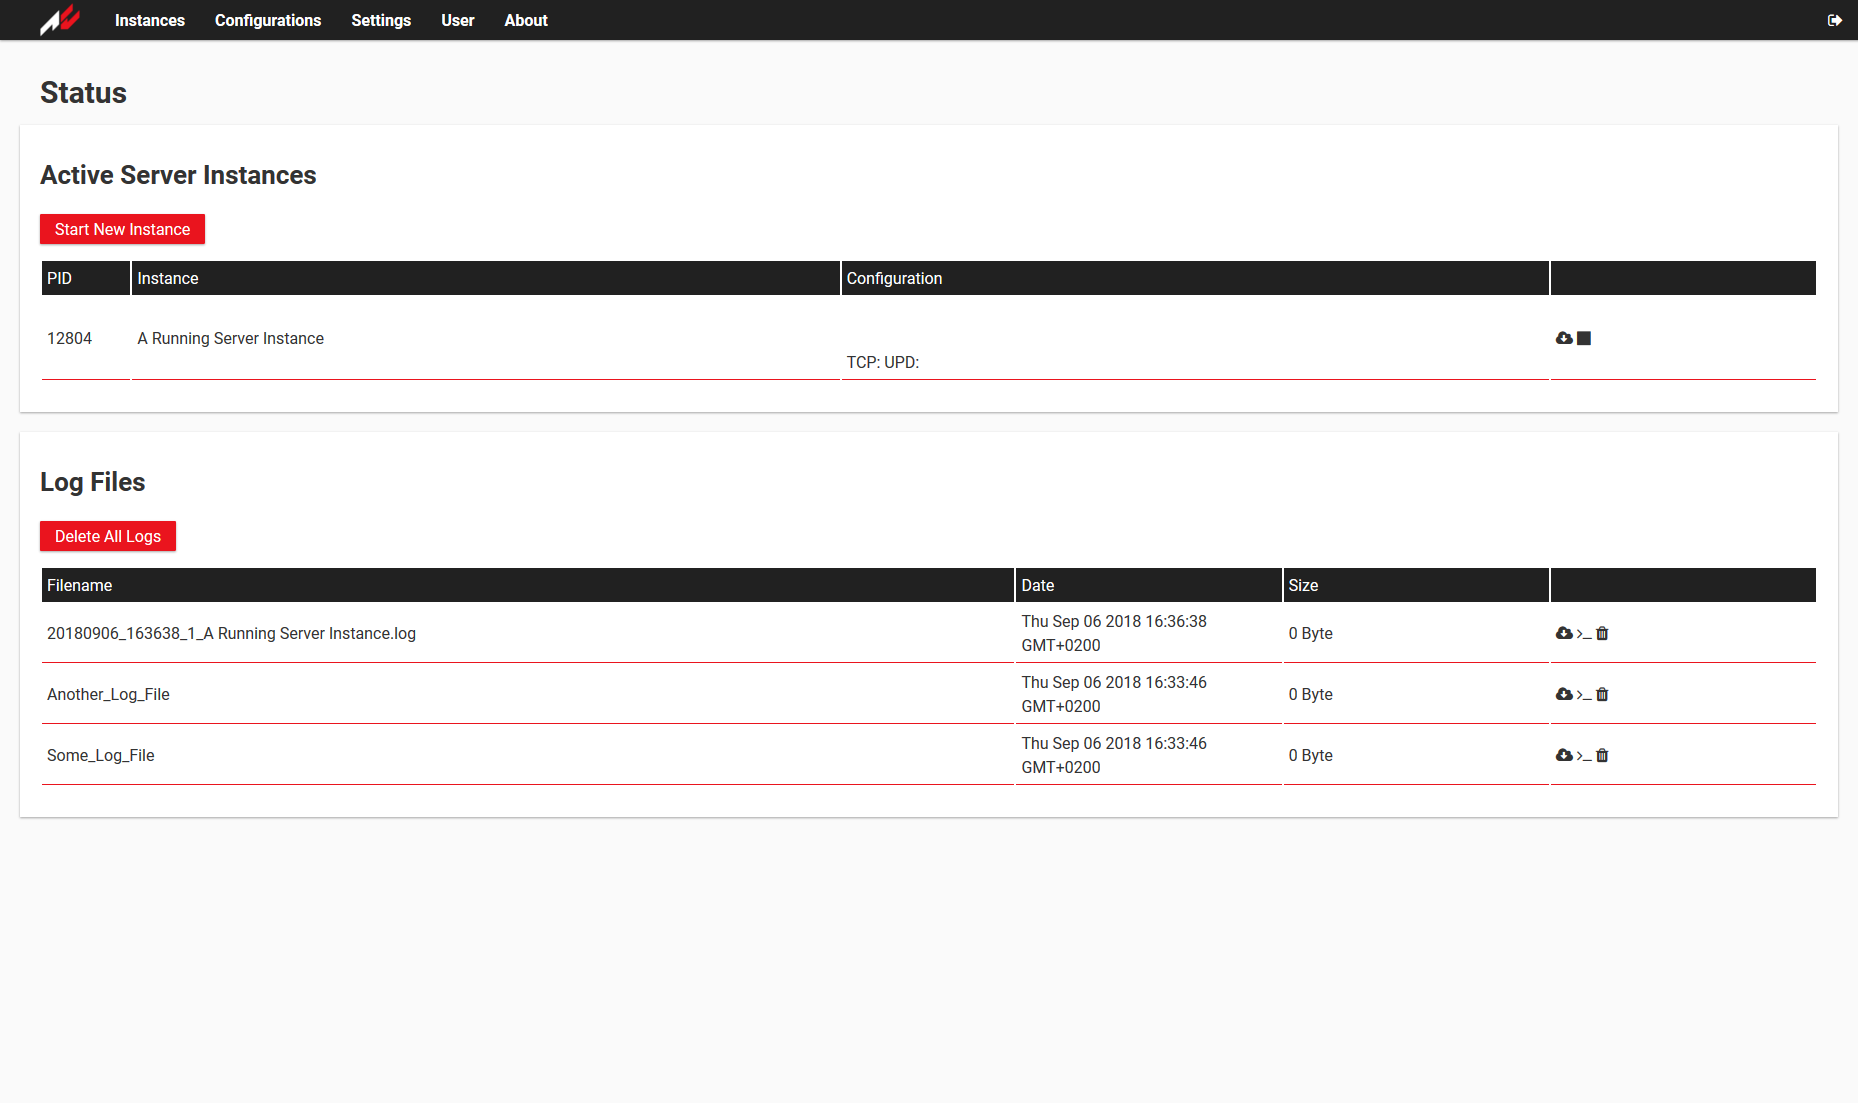 Instances Configurations Settings User About
Status
Active Server Instances
Start New Instance
PID Instance Configuration
12804 A Running Server Instance
TCP: UPD:
Log Files
Delete All Logs
Filename Date Size
20180906_163638_1_A Running Server Instance.log Thu Sep 06 2018 16:36:38 0 Byte
GMT+0200
Another_Log_File Thu Sep 06 2018 16:33:46 0 Byte
GMT+0200
Some_Log_File Thu Sep 06 2018 16:33:46 0 Byte
GMT+0200